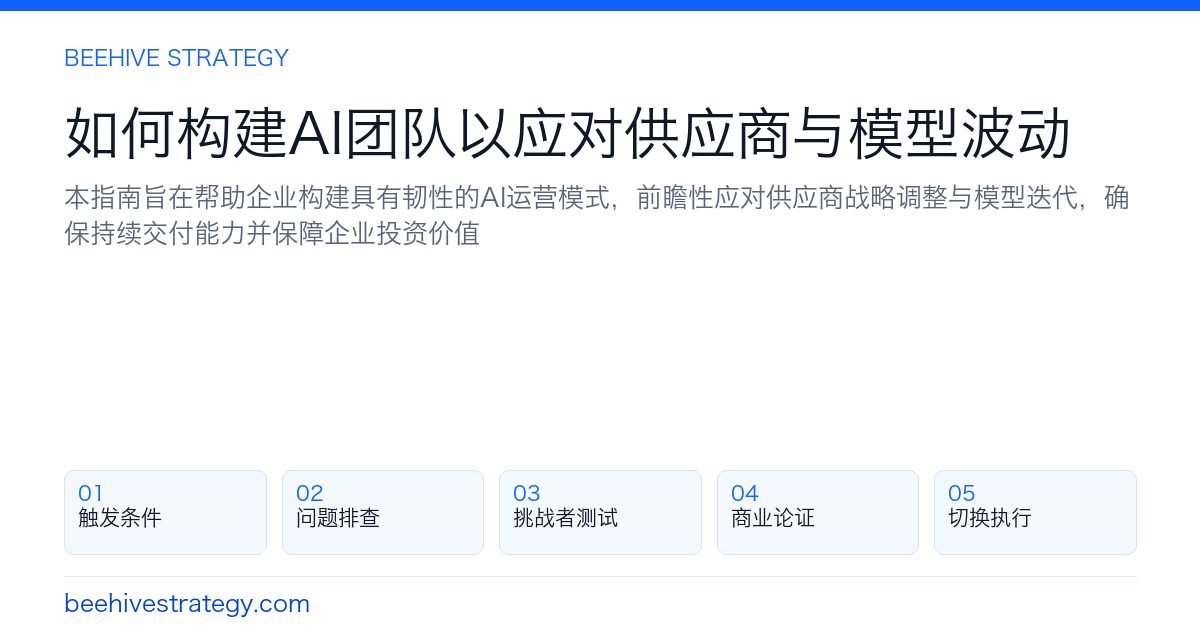 BEEHIVE STRATEGY
如何构建AI团队以应对供应商与模型波动
本指南旨在帮助企业构建具有韧性的AI运营模式，前瞻性应对供应商战略调整与模型迭代，确
保持续交付能力并保障企业投资价值
01
触发条件
02
问题排查
03
挑战者测试
04
商业论证
05
切换执行
beehivestrategy.com